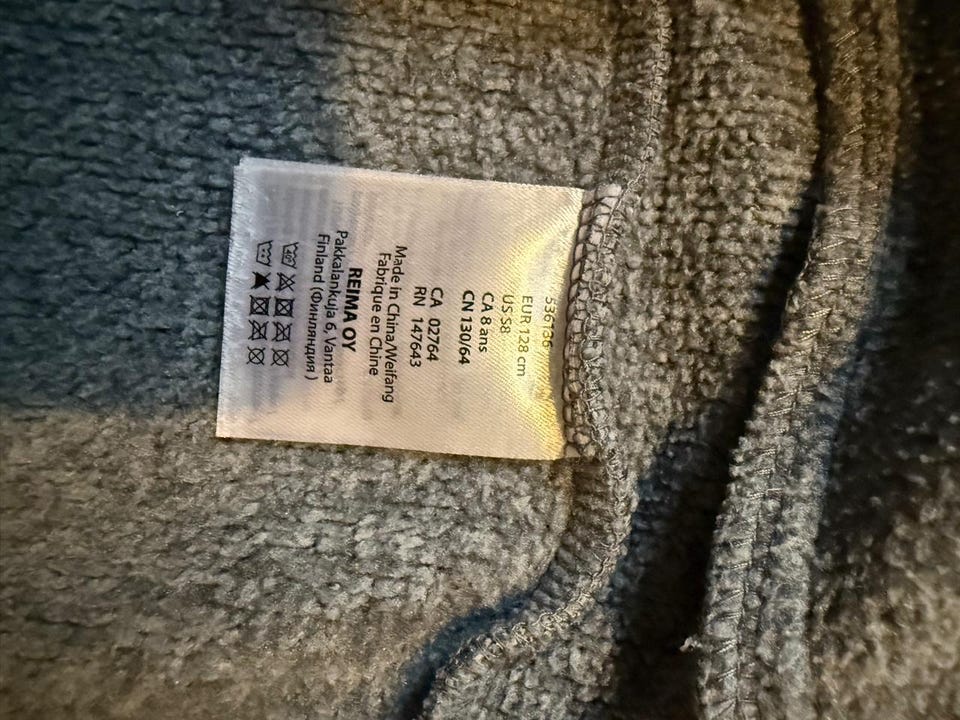 536136
EUR 128 cm
US S8
CA 8 ans
CN 130/64
CA 02764
RN 147643
Made in China/Weifang
Fabrique en Chine
REIMA OY
Pakkalankuja 6, Vantaa
Finland (Финляндия)
40